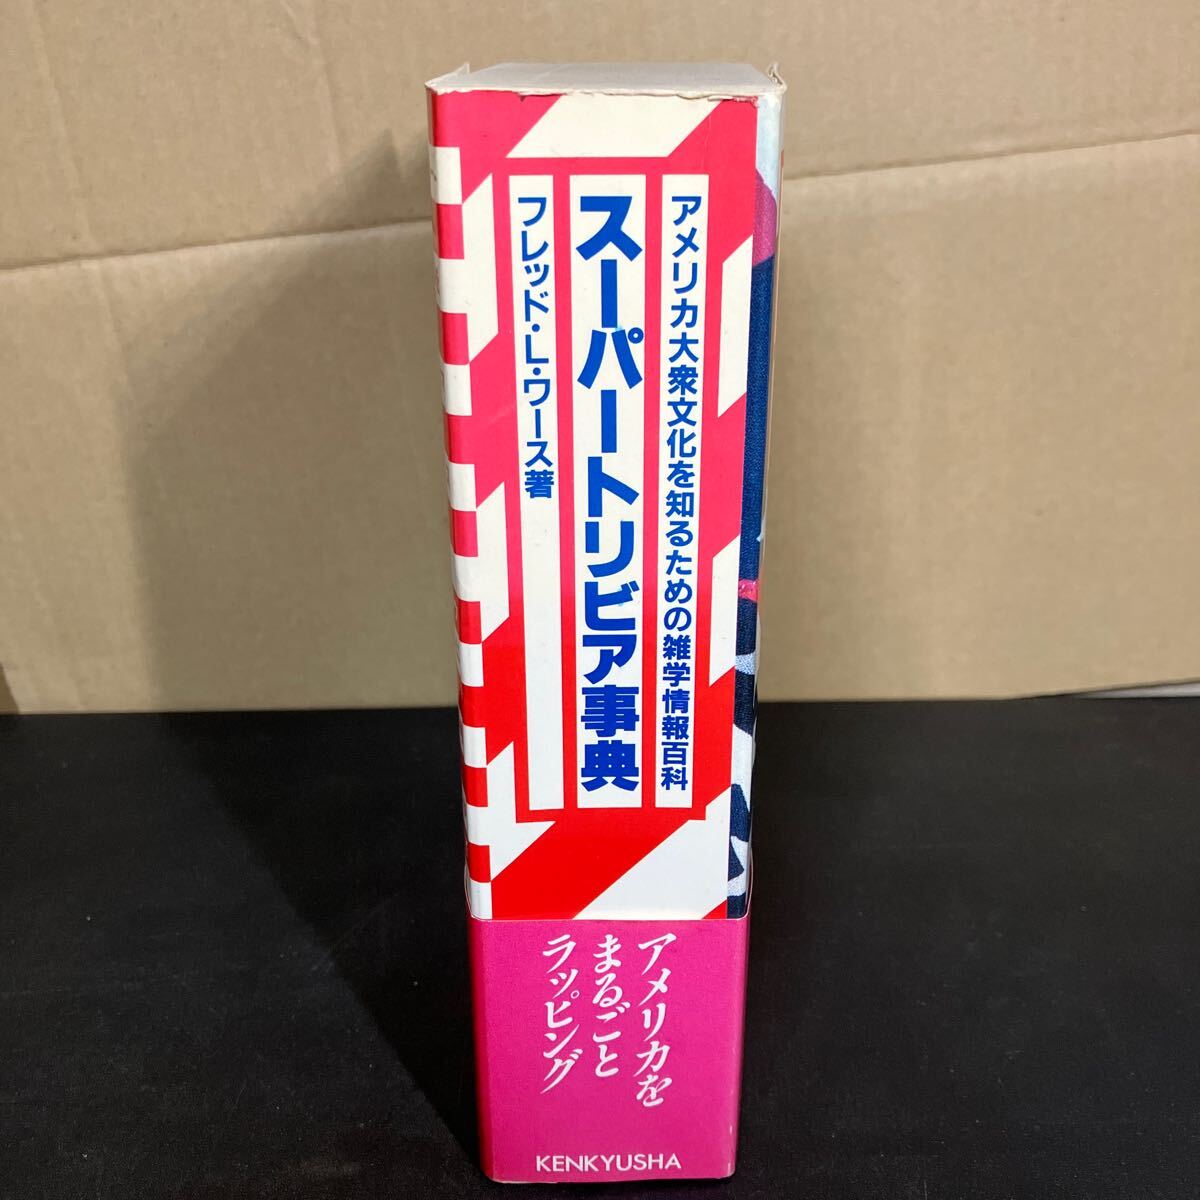 アメリカ大衆文化を知るための雑学情報百科
スーパートリビア事典
フレッド・L・ワース著
アメリカを
まるごと
ラッピング
KENKYUSHA